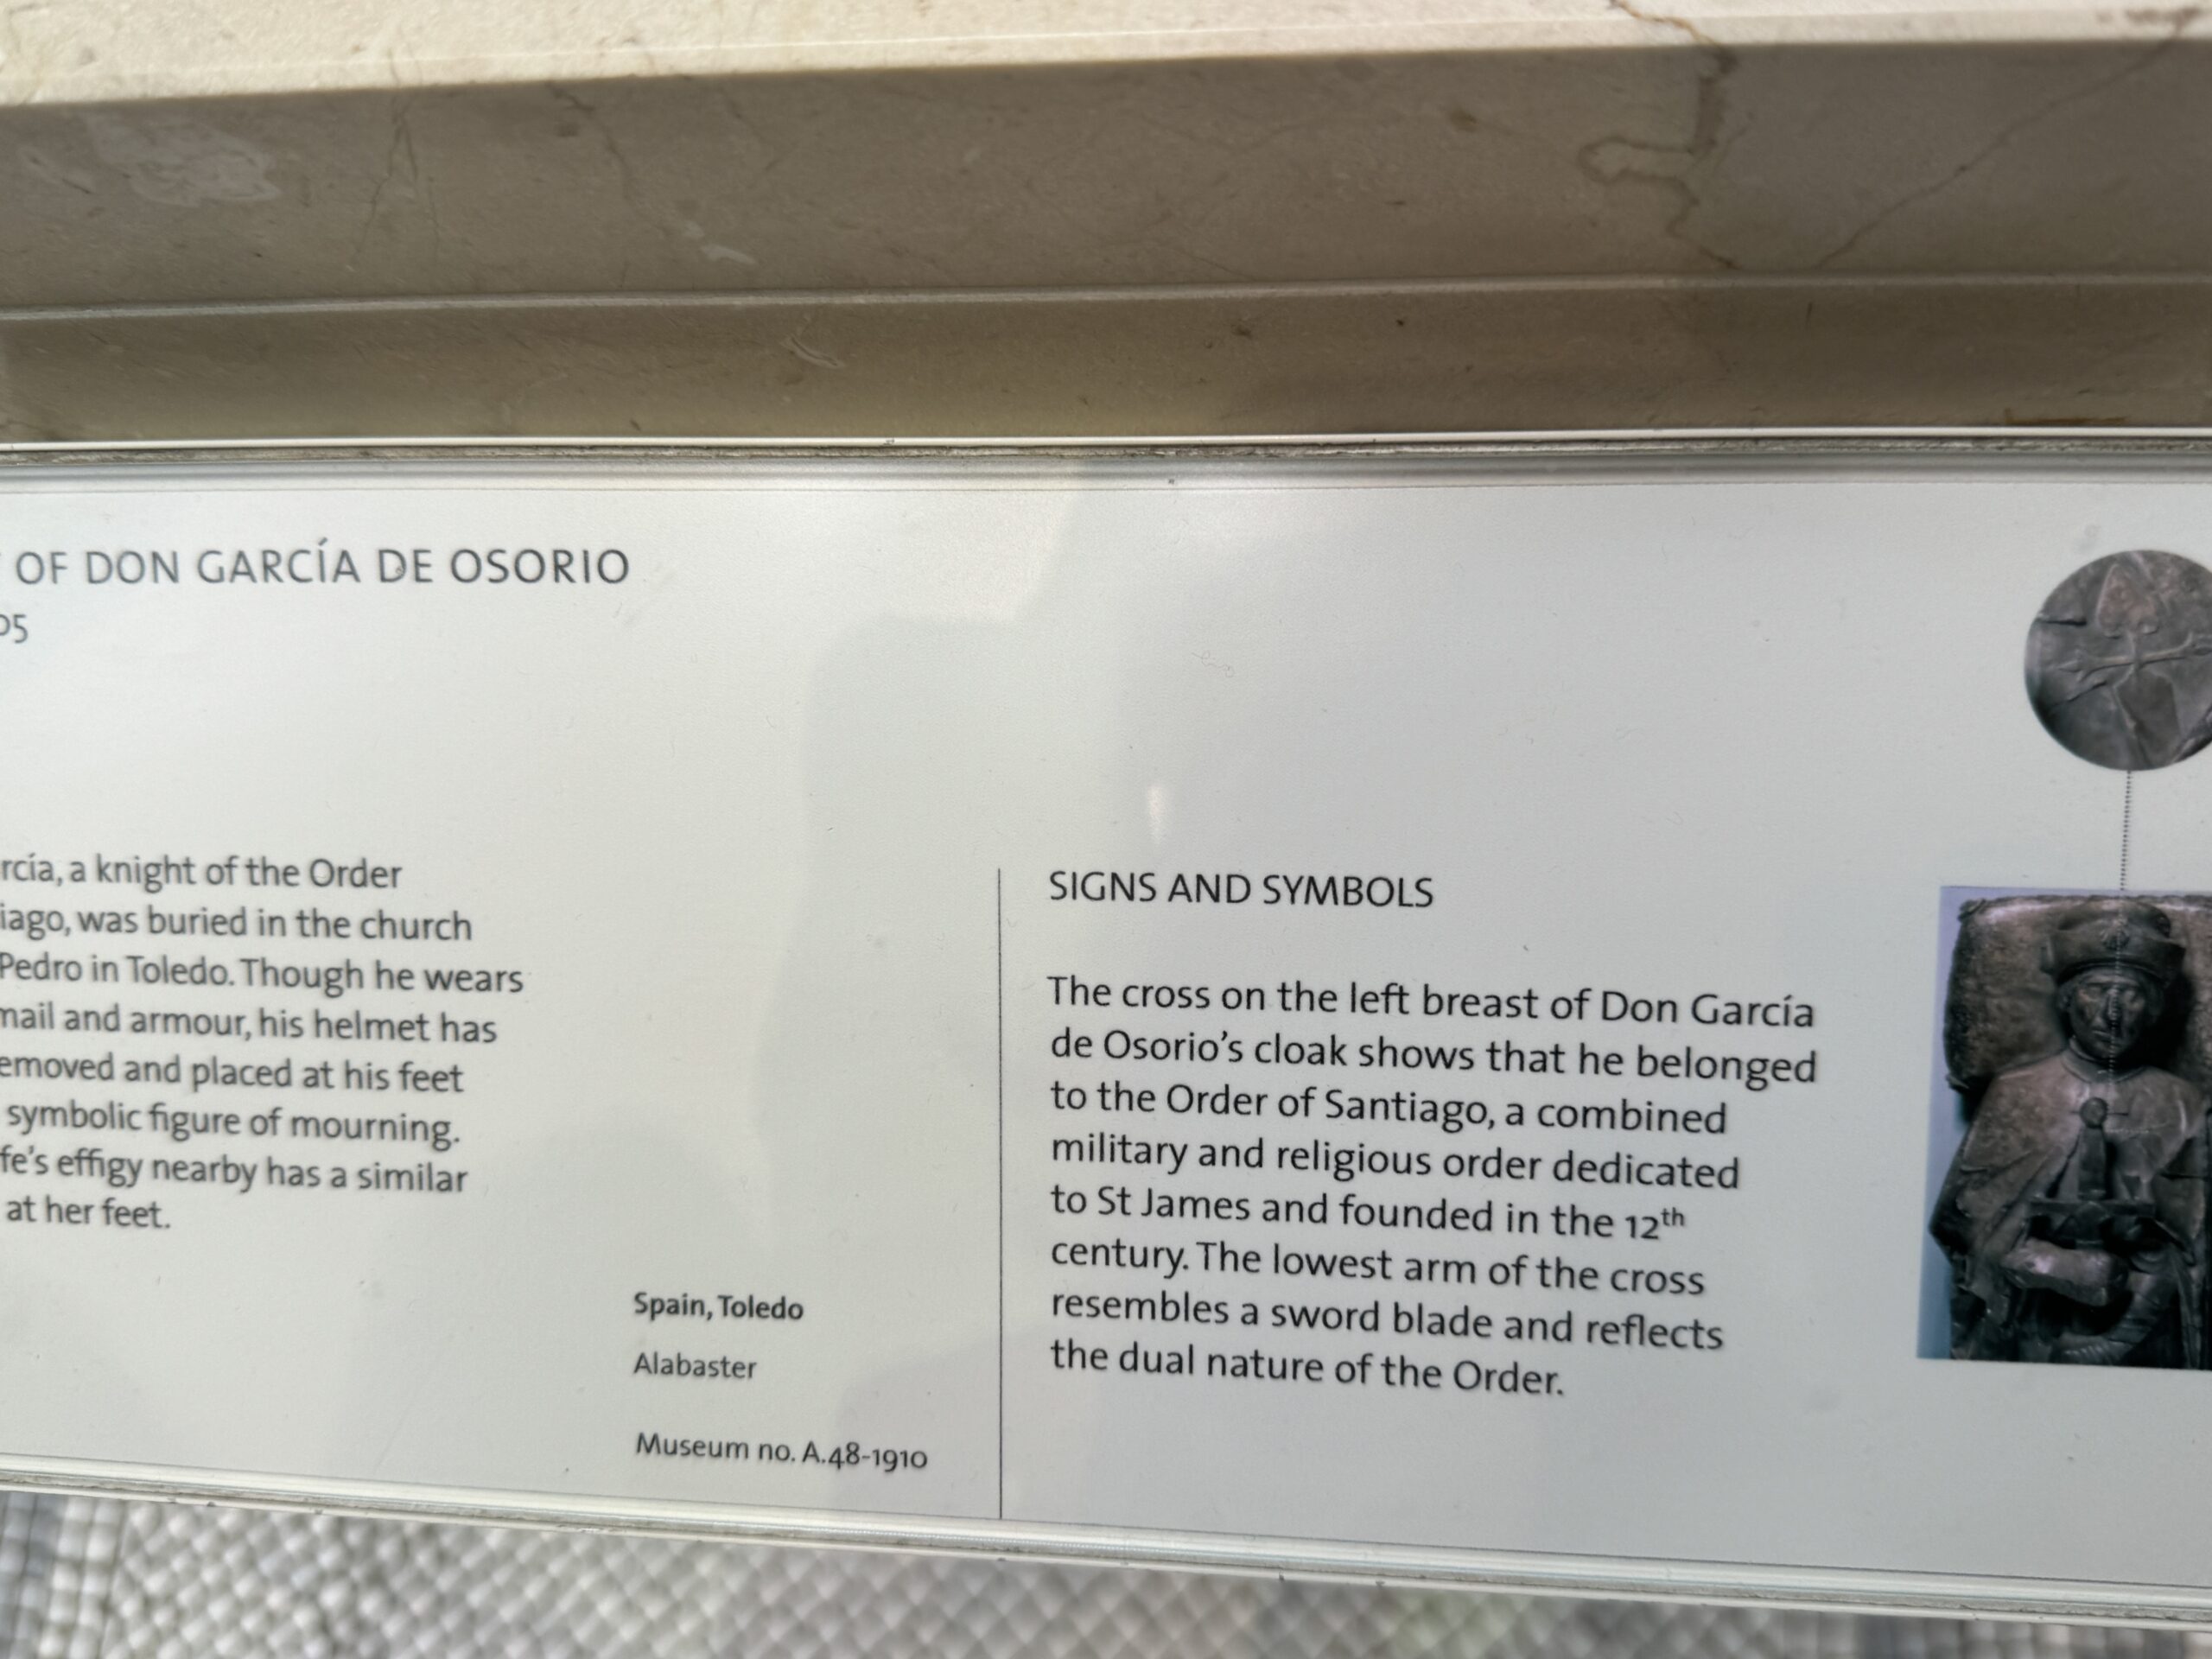 OF DON GARCÍA DE OSORIO
05
rcía, a knight of the Order
iago, was buried in the church
Pedro in Toledo. Though he wears
mail and armour, his helmet has
emoved and placed at his feet
symbolic figure of mourning.
fe's effigy nearby has a similar
at her feet.
Spain, Toledo
Alabaster
Museum no. A.48-1910
SIGNS AND SYMBOLS
The cross on the left breast of Don García
de Osorio's cloak shows that he belonged
to the Order of Santiago, a combined
military and religious order dedicated
to St James and founded in the 12th
century. The lowest arm of the cross
resembles a sword blade and reflects
the dual nature of the Order.